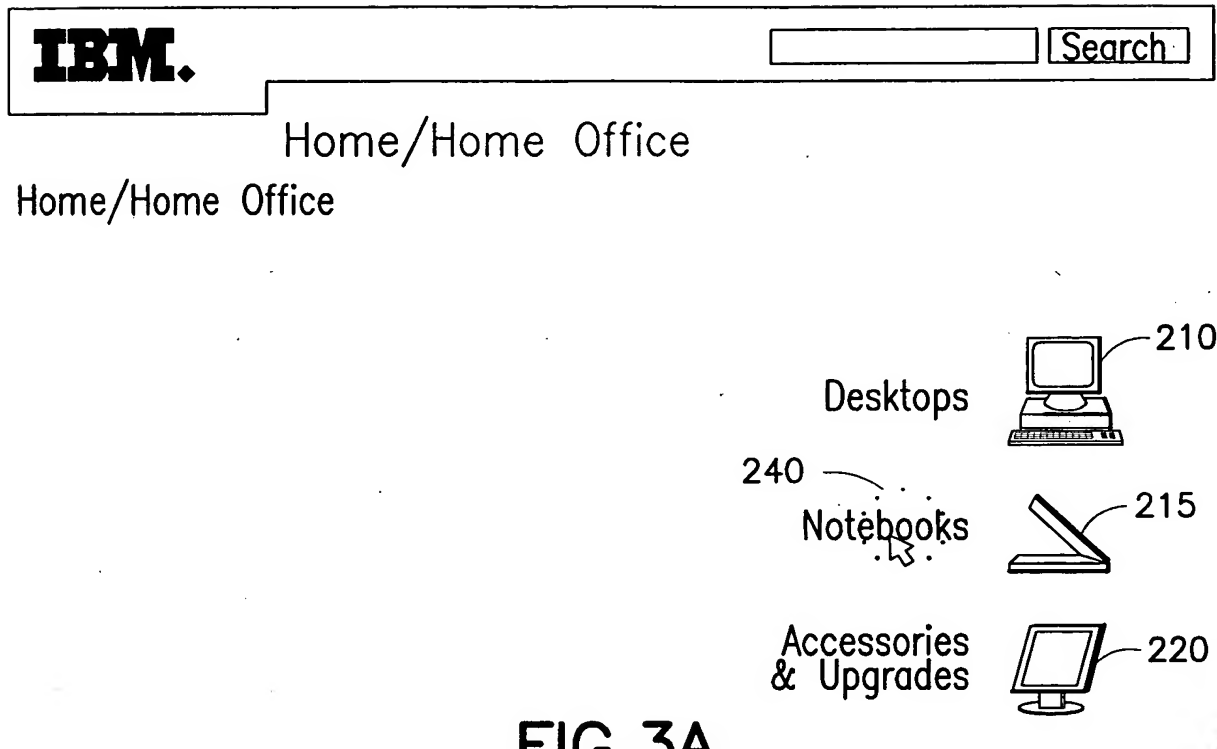 IBM. Search
Home/Home Office
Home/Home Office
210
Desktops
240
Notebooks
215
Accessories
& Upgrades
220
FIG. 3A